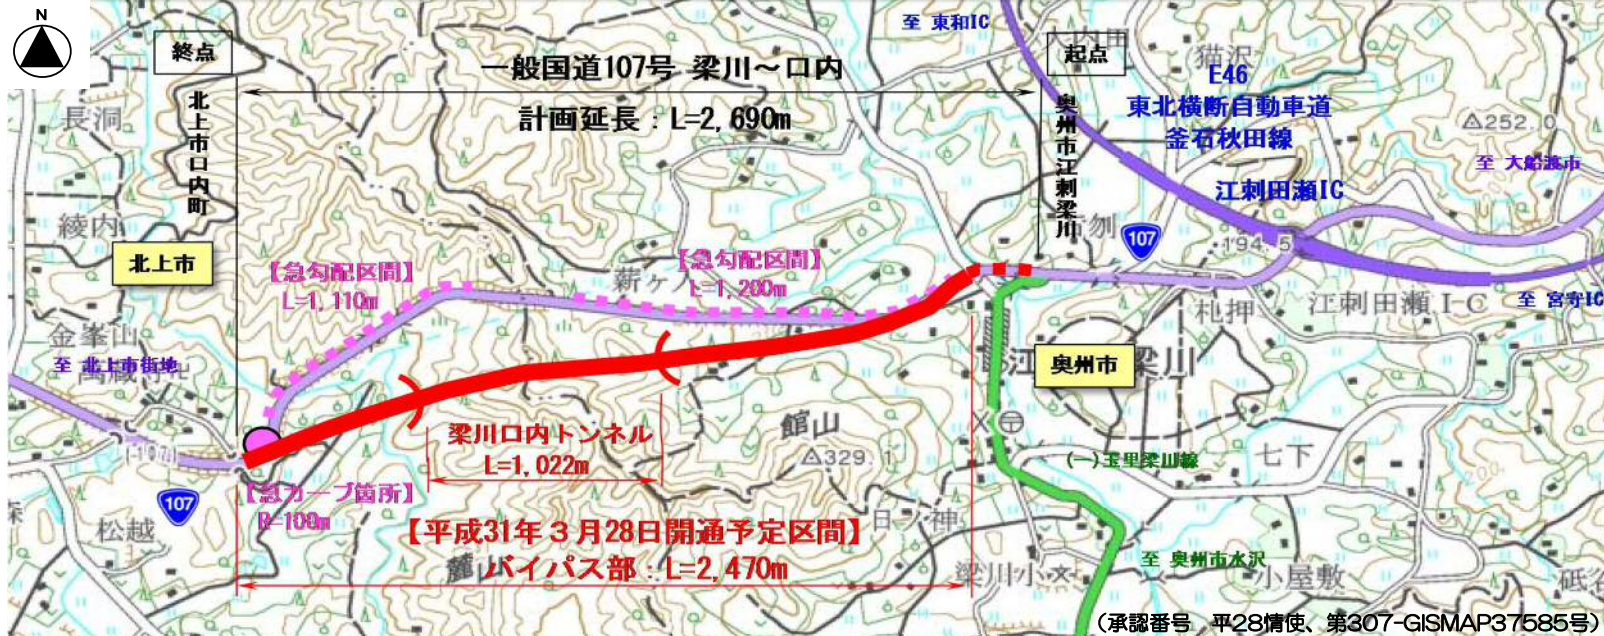 N
終点
一般国道107号 梁川～口内
計画延長：L=2,690m
至 東和IC
起点
内田
猫沢
E46
東北横断自動車道
釜石秋田線
252.0
至 大船渡市
江刺田瀬IC
長洞
北上市口内町
奥州市江刺梁川
綾内
北上市
107
194.5
【急勾配区間】
L=1,110m
【急勾配区間】
L=1,200m
薪ヶ
江刺田瀬I.C
至 宮守IC
札押
金峯山
至 北上市街地
奥州市
梁川
館山
329.1
梁川口内トンネル
L=1,022m
(一)玉里梁川線
七下
200
(107)
【急カーブ箇所】
R=100m
107
松越
【平成31年３月28日開通予定区間】
バイパス部：L=2,470m
日ノ神
梁川小
至 奥州市水沢
小屋敷
砥谷
（承認番号　平28情使、第307-GISMAP37585号）